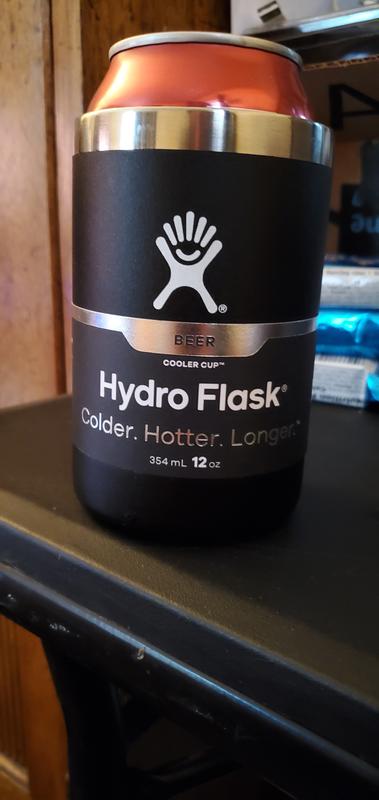 ®
BEER
COOLER CUP™
Hydro Flask®
Colder. Hotter. Longer.™
354 mL 12 oz